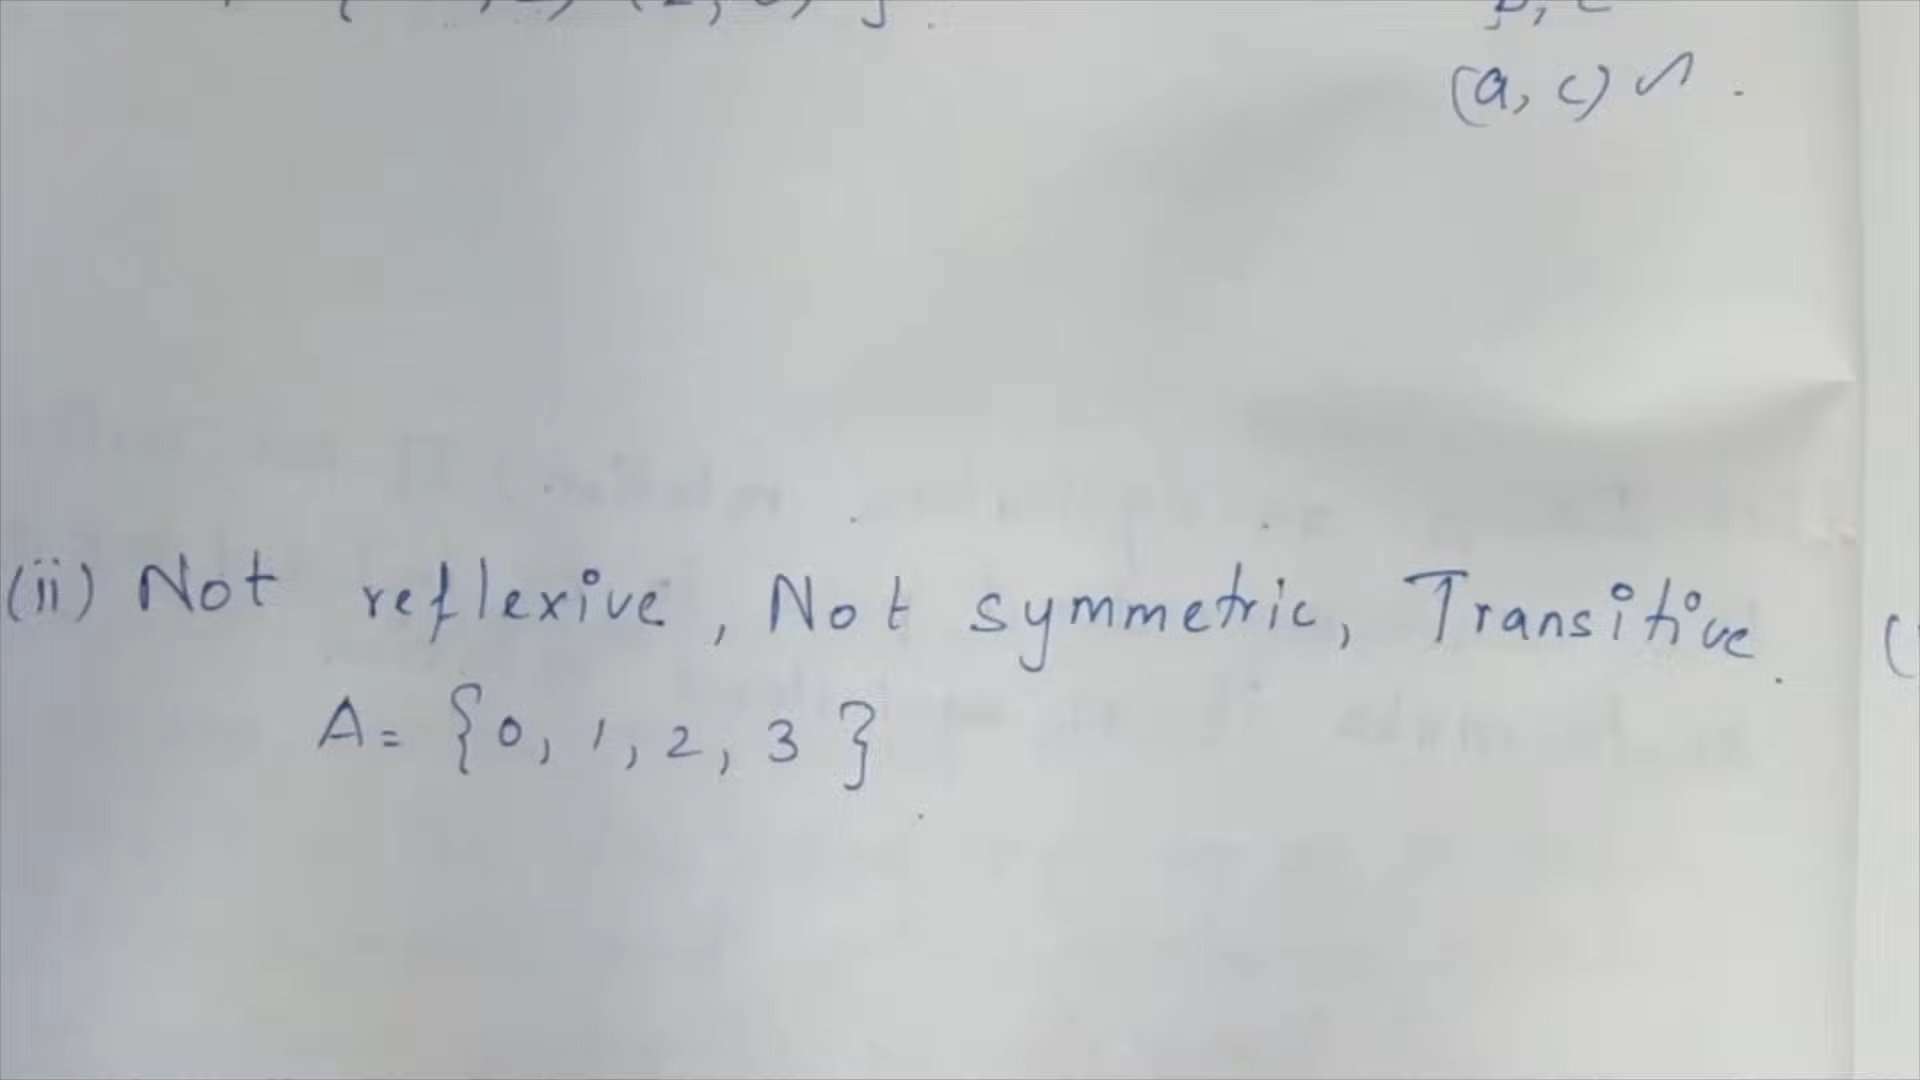 (a, c)
(ii) Not reflexive, Not symmetric, Transitive.
A = {0, 1, 2, 3}